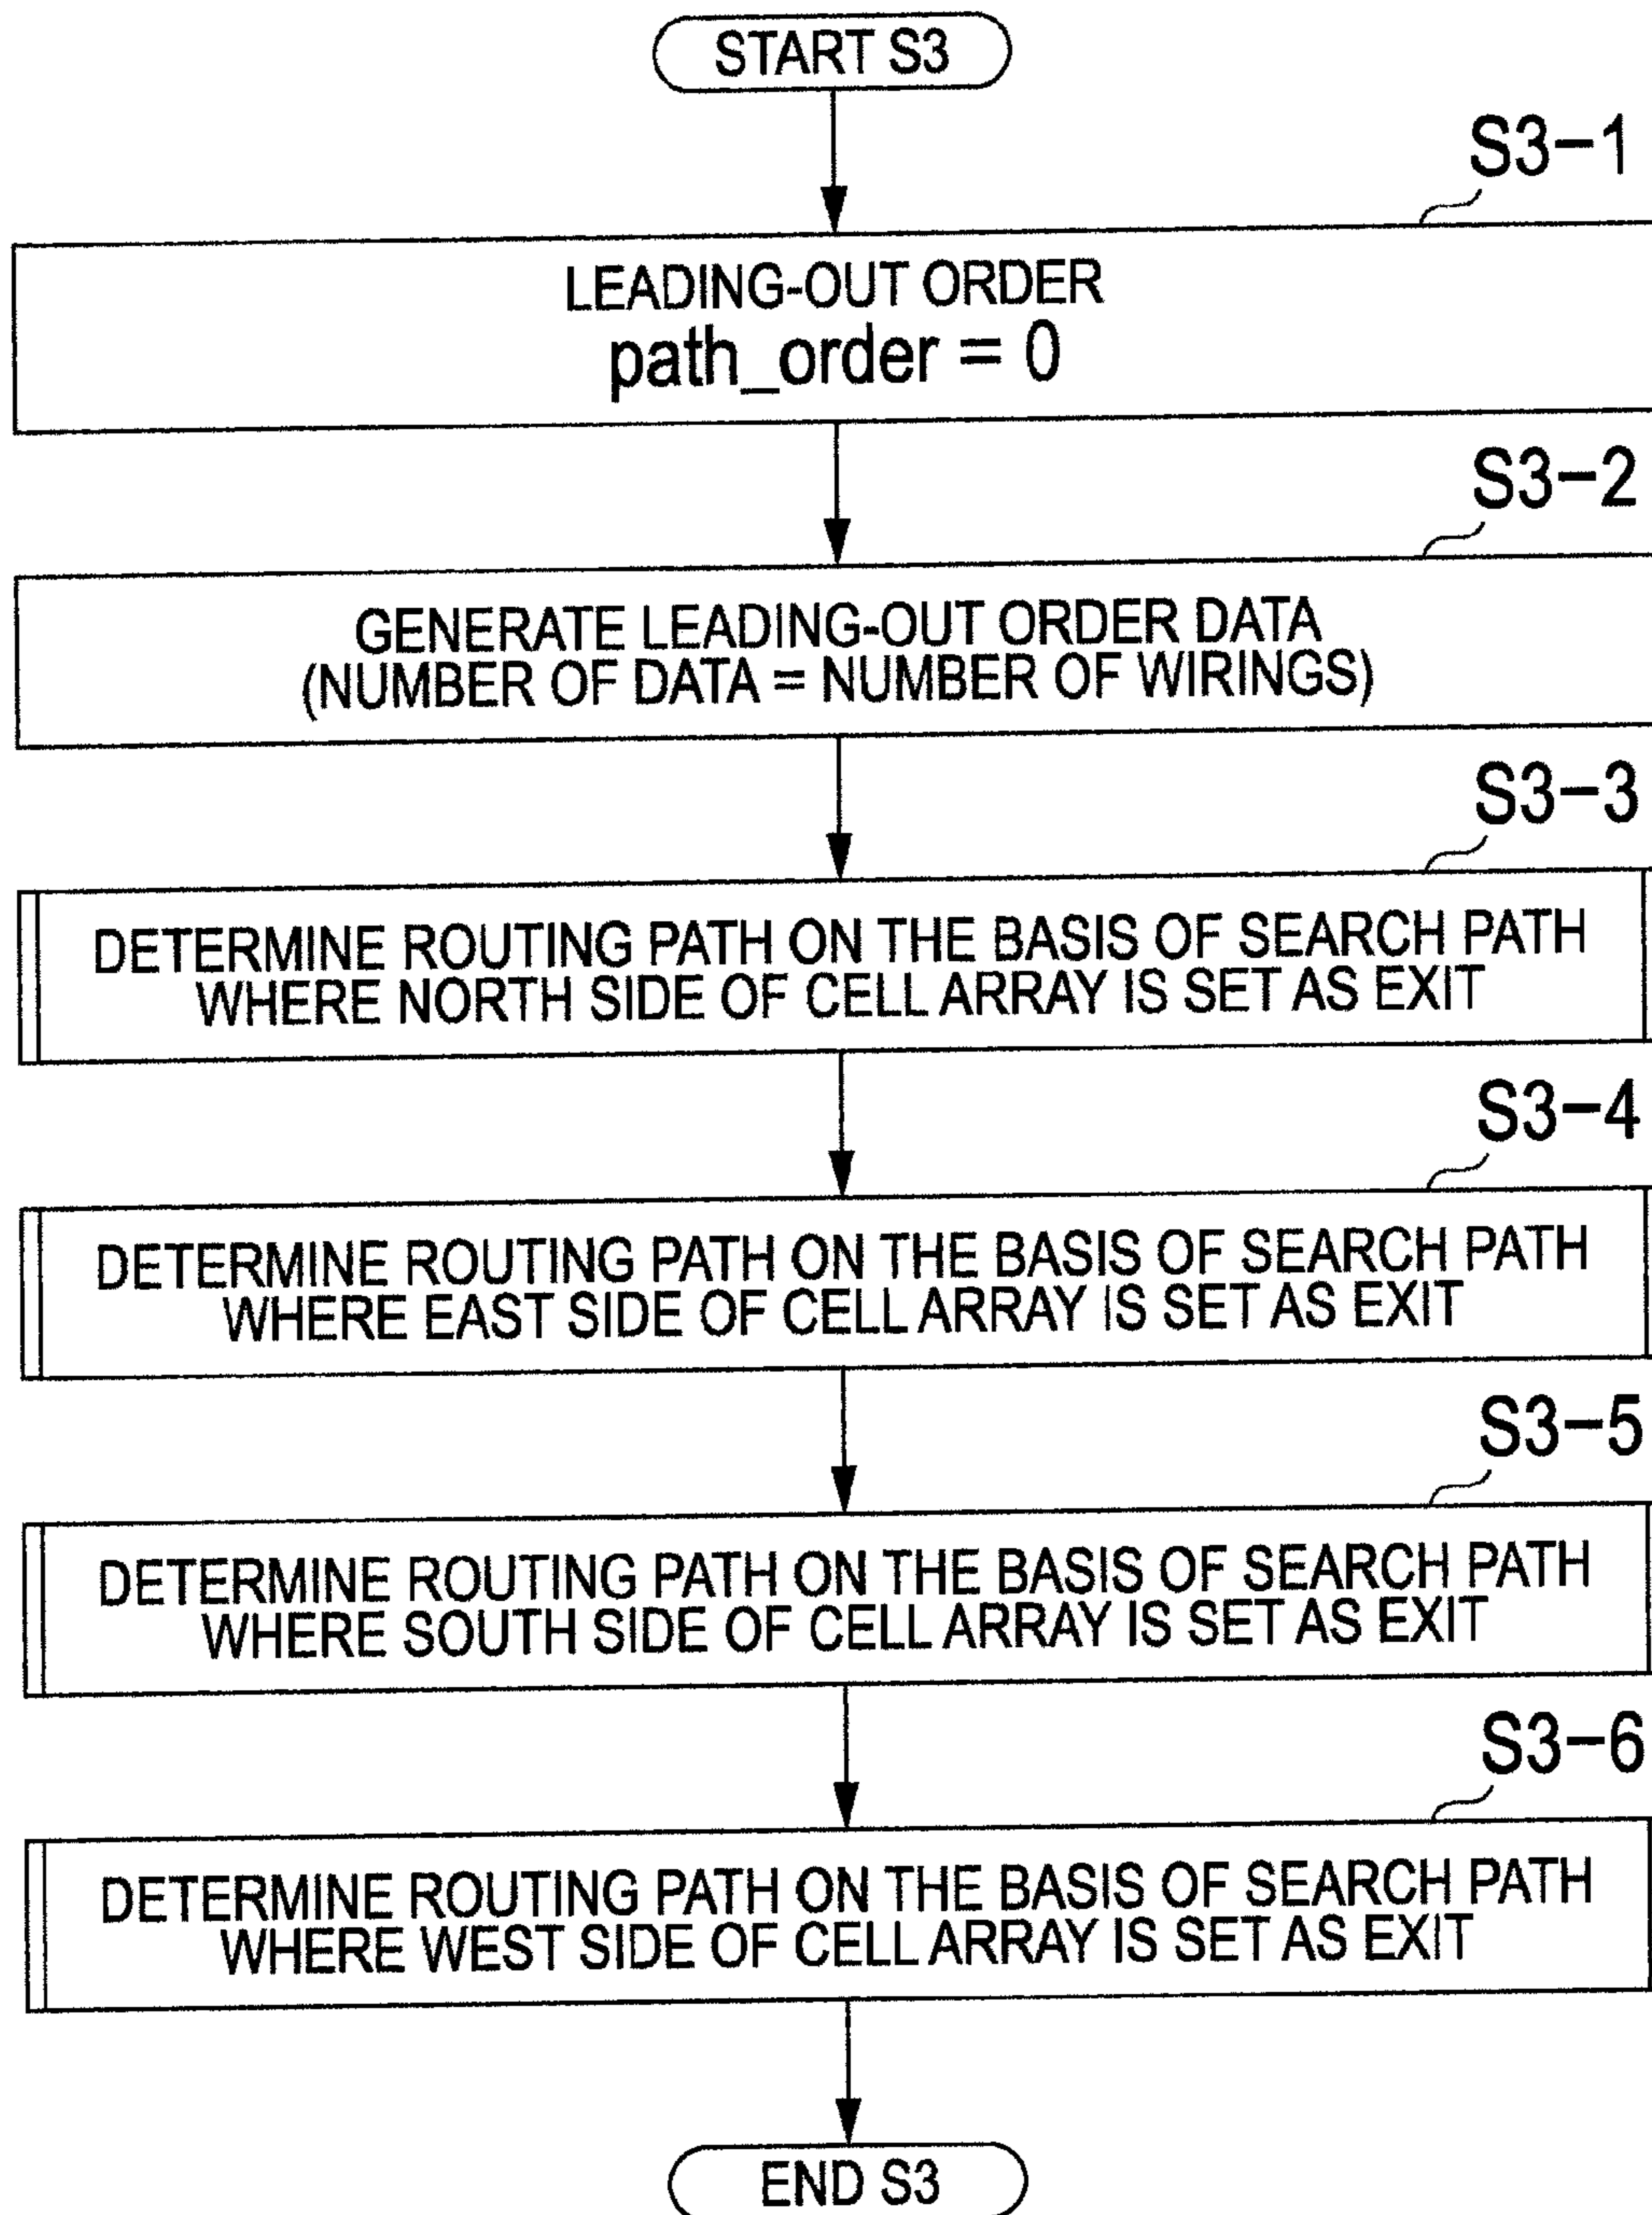 START S3
S3-1
LEADING-OUT ORDER
path_order = 0
S3-2
GENERATE LEADING-OUT ORDER DATA
(NUMBER OF DATA = NUMBER OF WIRINGS)
S3-3
DETERMINE ROUTING PATH ON THE BASIS OF SEARCH PATH
WHERE NORTH SIDE OF CELL ARRAY IS SET AS EXIT
S3-4
DETERMINE ROUTING PATH ON THE BASIS OF SEARCH PATH
WHERE EAST SIDE OF CELL ARRAY IS SET AS EXIT
S3-5
DETERMINE ROUTING PATH ON THE BASIS OF SEARCH PATH
WHERE SOUTH SIDE OF CELL ARRAY IS SET AS EXIT
S3-6
DETERMINE ROUTING PATH ON THE BASIS OF SEARCH PATH
WHERE WEST SIDE OF CELL ARRAY IS SET AS EXIT
END S3